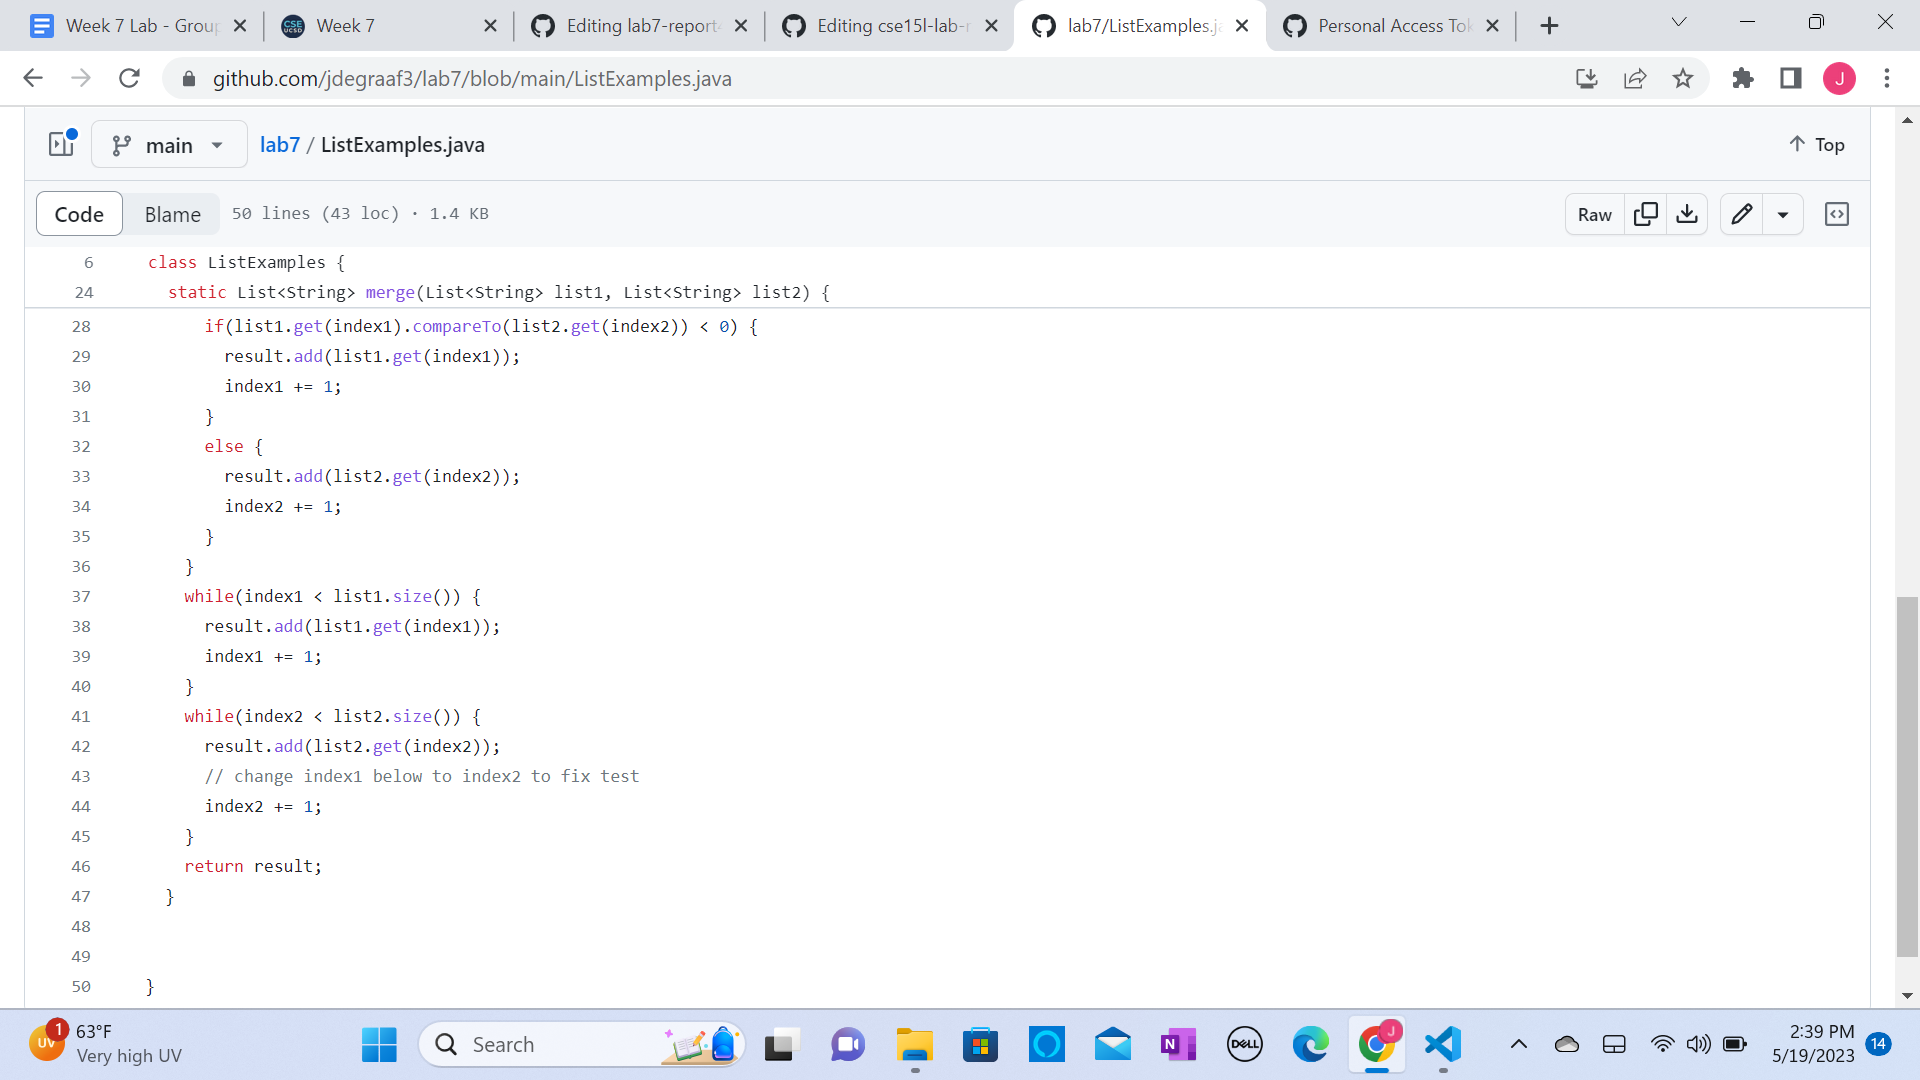 Week 7 Lab - Grou
Week 7
Editing lab7-report
Editing cse15l-lab-r
lab7/ListExamples.ja
Personal Access Tok
github.com/jdegraaf3/lab7/blob/main/ListExamples.java
J
main
lab7 / ListExamples.java
Top
Code
Blame
50 lines (43 loc) · 1.4 KB
Raw
6 class ListExamples {
24 static List<String> merge(List<String> list1, List<String> list2) {
28 if(list1.get(index1).compareTo(list2.get(index2)) < 0) {
29 result.add(list1.get(index1));
30 index1 += 1;
31 }
32 else {
33 result.add(list2.get(index2));
34 index2 += 1;
35 }
36 }
37 while(index1 < list1.size()) {
38 result.add(list1.get(index1));
39 index1 += 1;
40 }
41 while(index2 < list2.size()) {
42 result.add(list2.get(index2));
43 // change index1 below to index2 to fix test
44 index2 += 1;
45 }
46 return result;
47 }
48
49
50 }
UV
1
63°F
Very high UV
Search
N
DELL
J
2:39 PM
5/19/2023
14